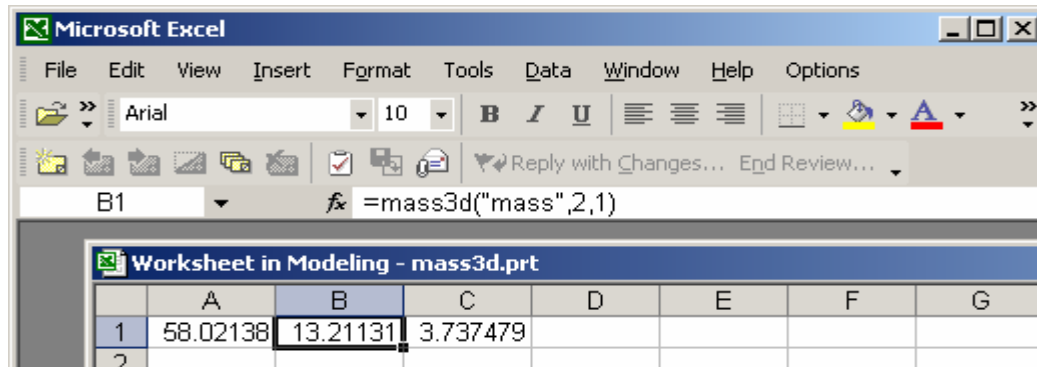 Microsoft Excel
File Edit View Insert Format Tools Data Window Help Options
Arial 10 B I U A
Reply with Changes... End Review...
B1 fx =mass3d("mass",2,1)
Worksheet in Modeling - mass3d.prt
A B C D E F G
1 58.02138 13.21131 3.737479
2